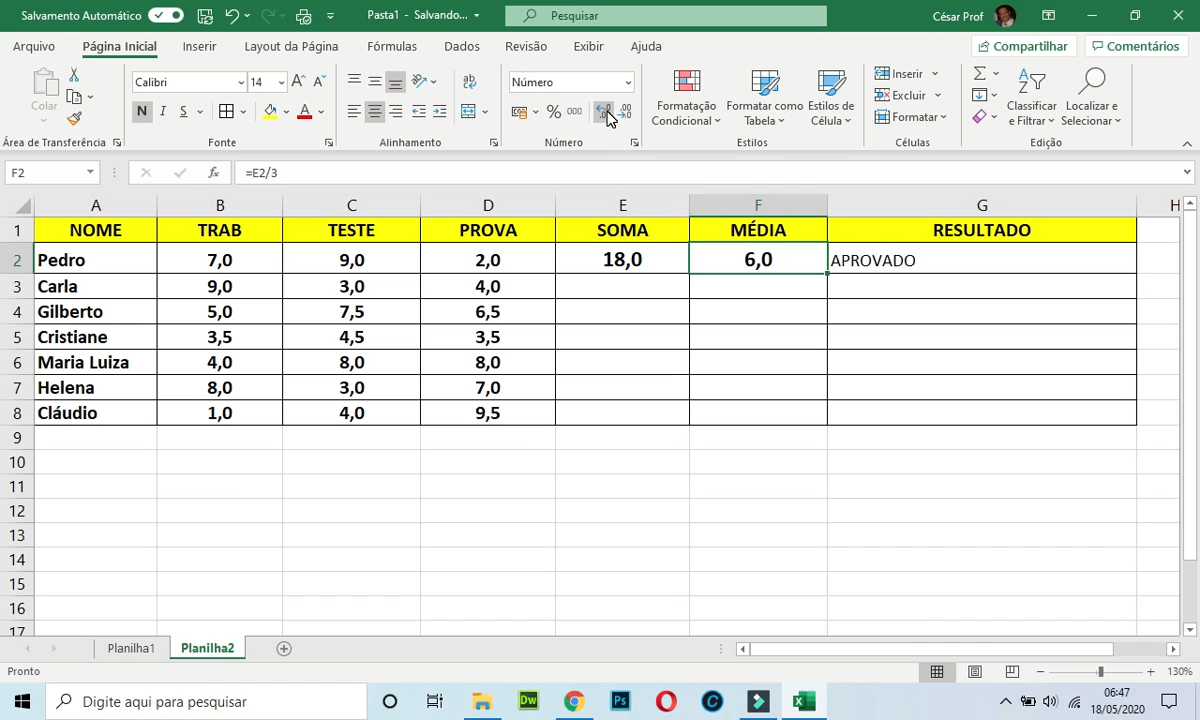 Salvamento Automático
Pasta1 - Salvando...
Pesquisar
César Prof
Arquivo Página Inicial Inserir Layout da Página Fórmulas Dados Revisão Exibir Ajuda
Compartilhar Comentários
Colar
Área de Transferência
Calibri 14
N I S
Fonte
Alinhamento
Número
% 000
Número
Formatação Condicional
Formatar como Tabela
Estilos de Célula
Estilos
Inserir
Excluir
Formatar
Células
Classificar e Filtrar
Localizar e Selecionar
Edição
F2 fx =E2/3
A B C D E F G H
1 NOME TRAB TESTE PROVA SOMA MÉDIA RESULTADO
2 Pedro 7,0 9,0 2,0 18,0 6,0 APROVADO
3 Carla 9,0 3,0 4,0
4 Gilberto 5,0 7,5 6,5
5 Cristiane 3,5 4,5 3,5
6 Maria Luiza 4,0 8,0 8,0
7 Helena 8,0 3,0 7,0
8 Cláudio 1,0 4,0 9,5
9
10
11
12
13
14
15
16
17
Planilha1 Planilha2
Pronto 130%
Digite aqui para pesquisar
Dw Ps
06:47
18/05/2020